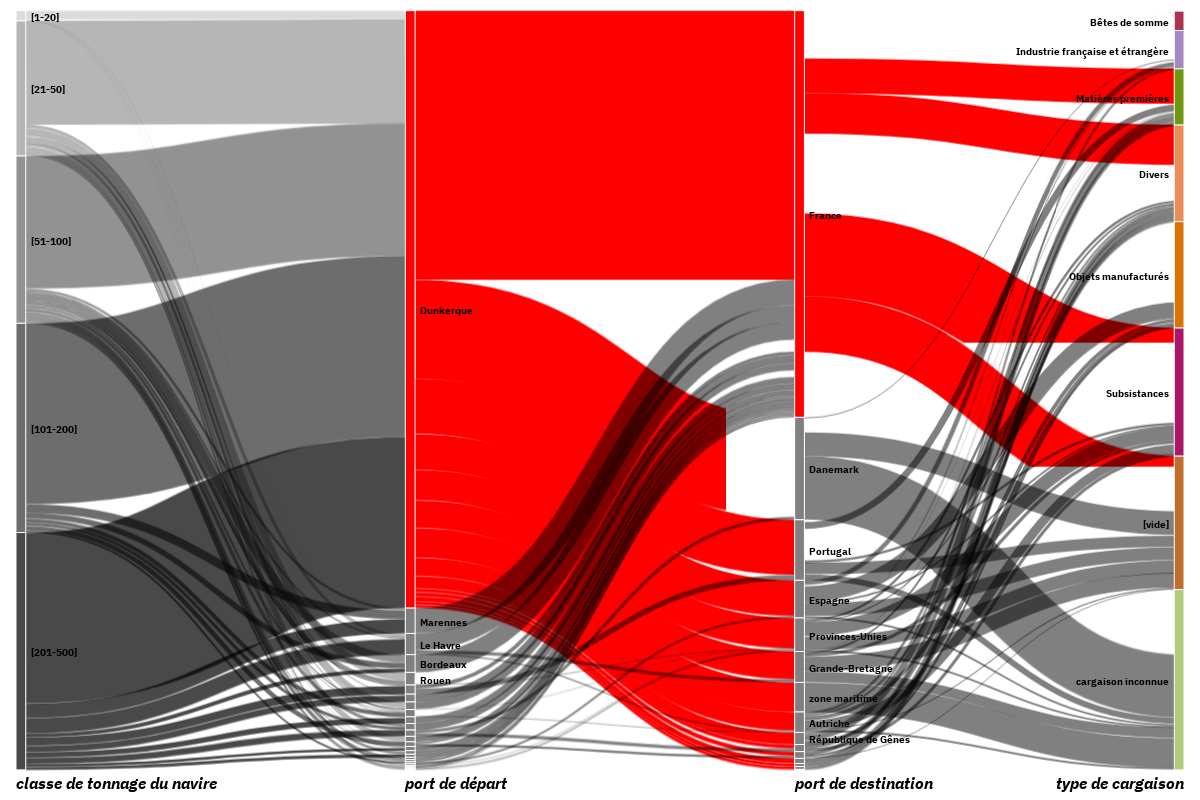 [1-20]
[21-50]
[51-100]
[101-200]
[201-500]
Dunkerque
Marennes
Le Havre
Bordeaux
Rouen
France
Danemark
Portugal
Espagne
Provinces-Unies
Grande-Bretagne
zone maritime
Autriche
République de Gênes
Bêtes de somme
Industrie française et étrangère
Matières premières
Divers
Objets manufacturés
Subsistances
[vide]
cargaison inconnue
classe de tonnage du navire
port de départ
port de destination
type de cargaison